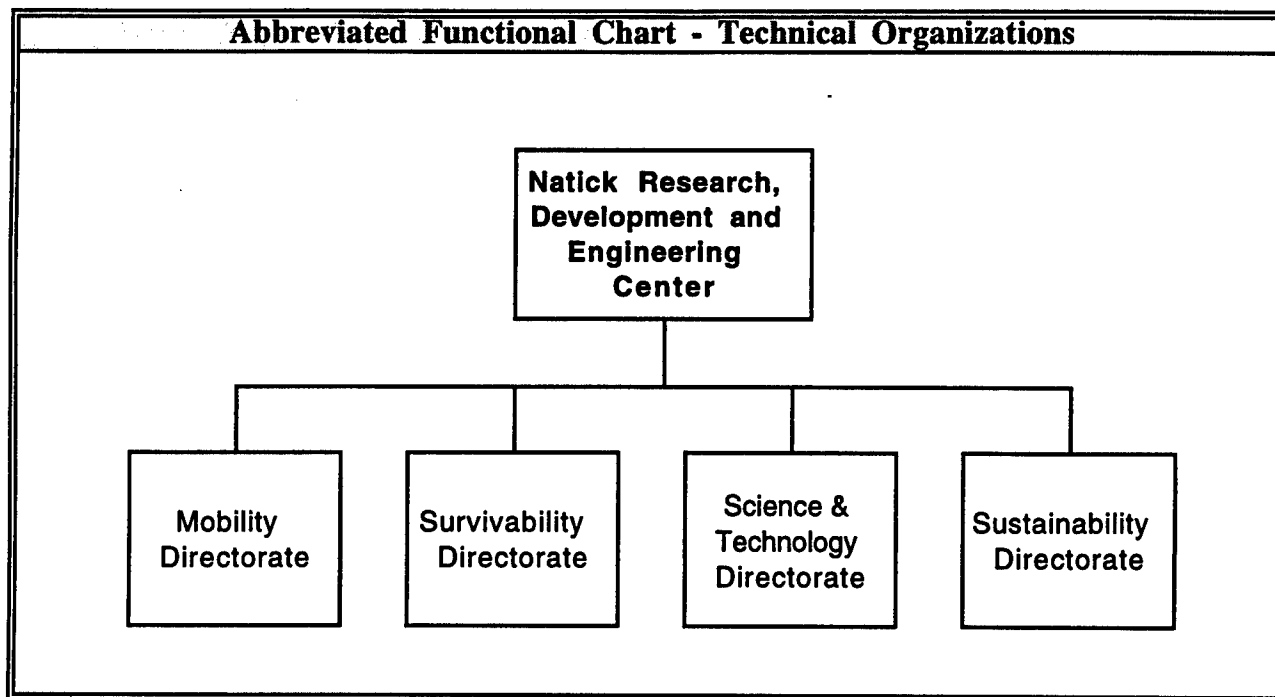 Abbreviated Functional Chart - Technical Organizations
Natick Research,
Development and
Engineering
Center
Mobility
Directorate
Survivability
Directorate
Science &
Technology
Directorate
Sustainability
Directorate